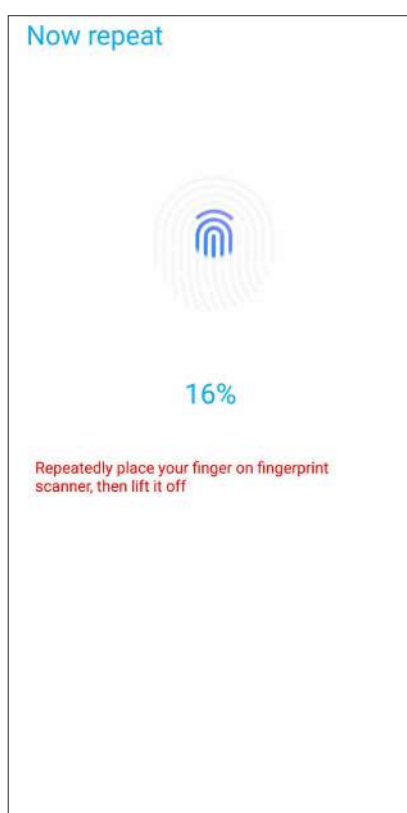 Now repeat
16%
Repeatedly place your finger on fingerprint
scanner, then lift it off